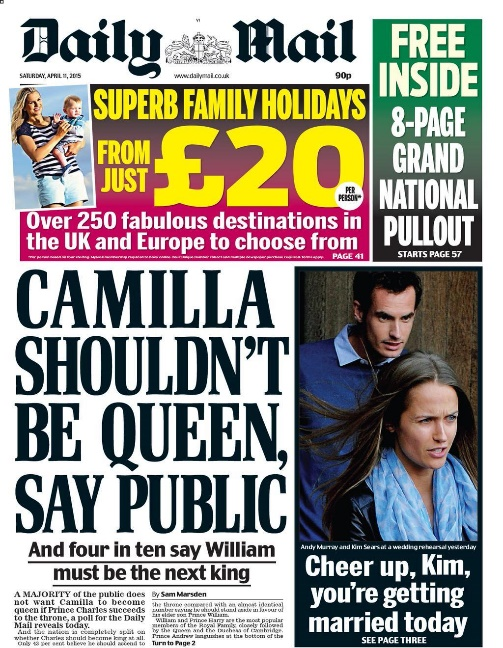 Daily Mail
SATURDAY, APRIL 11, 2015
www.dailymail.co.uk
90p
SUPERB FAMILY HOLIDAYS
FROM
JUST
£20
PER
PERSON**
Over 250 fabulous destinations in
the UK and Europe to choose from
PAGE 41
FREE
INSIDE
8-PAGE
GRAND
NATIONAL
PULLOUT
STARTS PAGE 57
CAMILLA
SHOULDN'T
BE QUEEN,
SAY PUBLIC
And four in ten say William
must be the next king
A MAJORITY of the public does
not want Camilla to become
queen if Prince Charles succeeds
to the throne, a poll for the Daily
Mail reveals today.
And the nation is completely split on
whether Charles should become king at all.
Only 43 per cent believe he should ascend to
By Sam Marsden
the throne compared with an almost identical
number saying he should stand aside in favour of
his elder son Prince William.
William and Prince Harry are the most popular
members of the Royal Family, closely followed
by the Queen and the Duchess of Cambridge.
Prince Andrew languishes at the bottom of the
Turn to Page 2
Andy Murray and Kim Sears at a wedding rehearsal yesterday
Cheer up, Kim,
you're getting
married today
SEE PAGE THREE